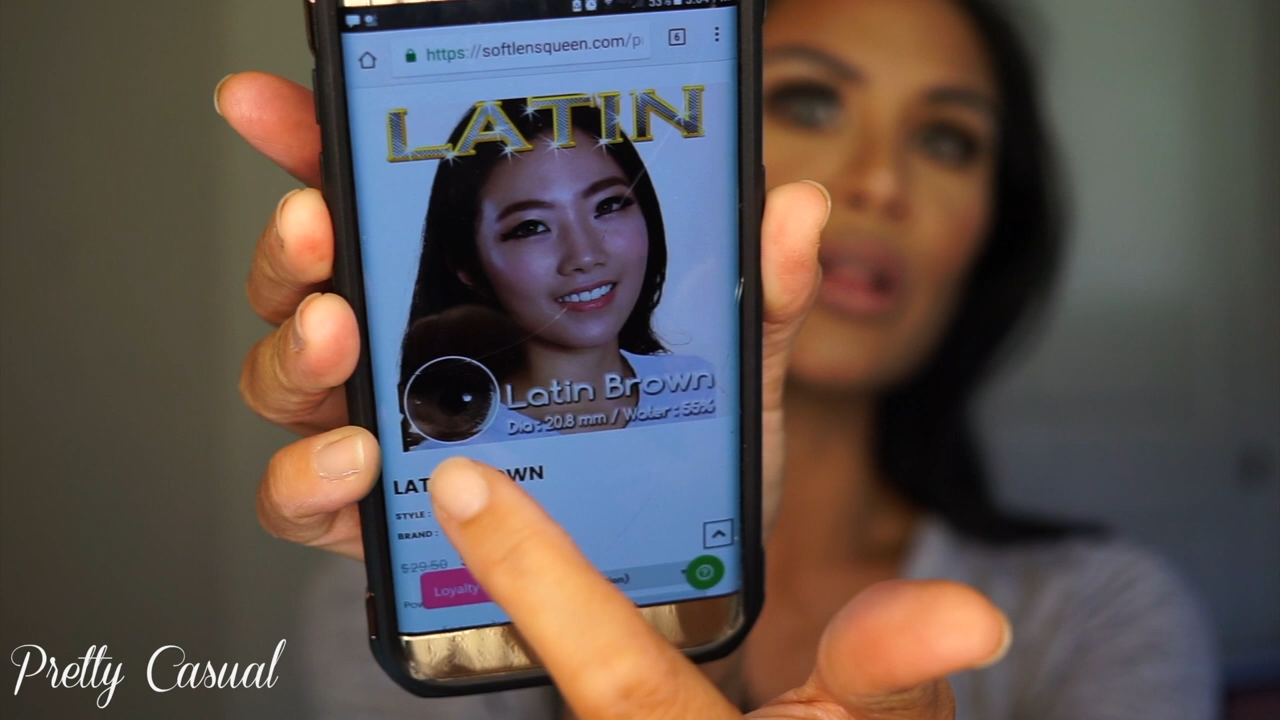 https://softlensqueen.com/p
6
LATIN
Latin Brown
Dia : 20.8 mm / Water : 55%
STYLE :
BRAND :
$29.50
Loyalty
Pretty Casual